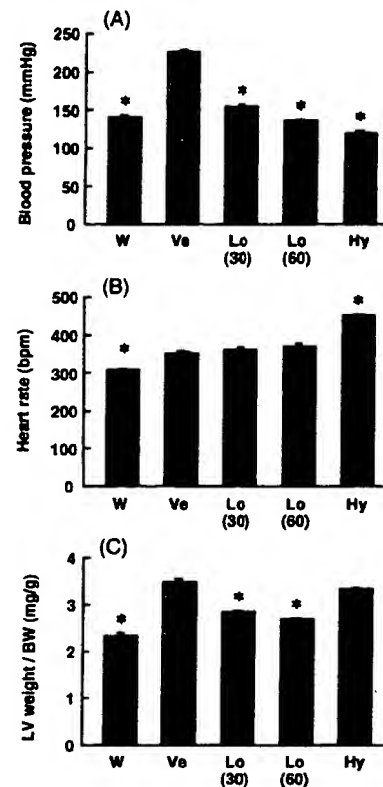 (A)
Blood pressure (mmHg)
250
200
150
100
50
0
* * * *
W Ve Lo Lo Hy
(30) (60)
(B)
Heart rate (bpm)
500
400
300
200
100
0
* *
W Ve Lo Lo Hy
(30) (60)
(C)
LV weight / BW (mg/g)
4
3
2
1
0
* * *
W Ve Lo Lo Hy
(30) (60)